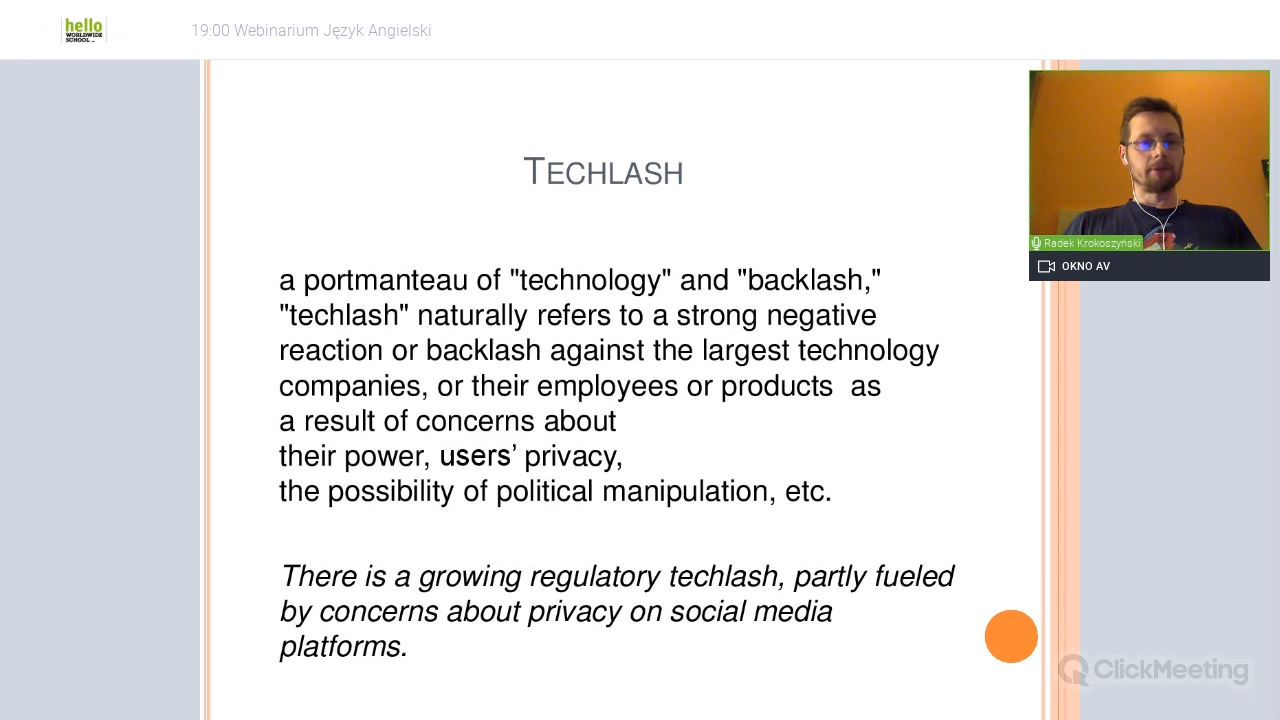 hello
WORLDWIDE
SCHOOL
19:00 Webinarium Język Angielski
TECHLASH
a portmanteau of "technology" and "backlash,"
"techlash" naturally refers to a strong negative
reaction or backlash against the largest technology
companies, or their employees or products  as
a result of concerns about
their power, users’ privacy,
the possibility of political manipulation, etc.
There is a growing regulatory techlash, partly fueled
by concerns about privacy on social media
platforms.
Radek Krokoszyński
OKNO AV
ClickMeeting